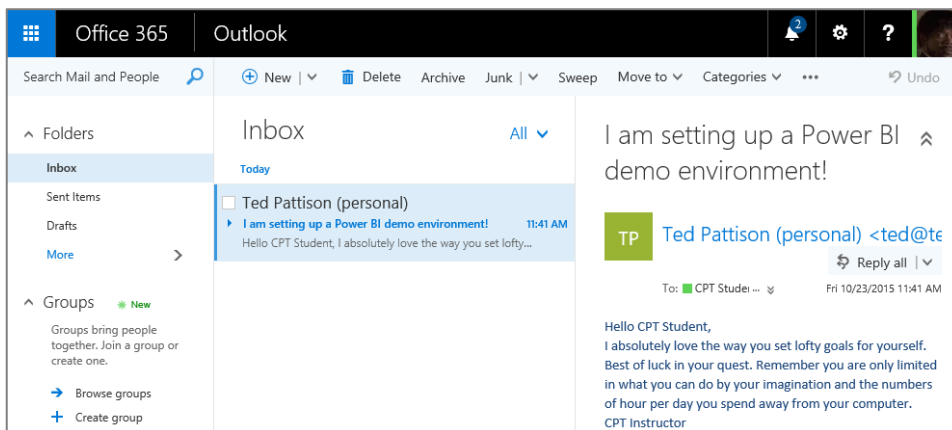 Office 365 Outlook 2 ?
Search Mail and People
New Delete Archive Junk Sweep Move to Categories ••• Undo
Folders
Inbox
Sent Items
Drafts
More
Groups New
Groups bring people
together. Join a group or
create one.
Browse groups
Create group
Inbox All
Today
Ted Pattison (personal)
I am setting up a Power BI demo environment! 11:41 AM
Hello CPT Student, I absolutely love the way you set lofty...
I am setting up a Power BI
demo environment!
TP Ted Pattison (personal) <ted@te
Reply all
To: CPT Studei ... Fri 10/23/2015 11:41 AM
Hello CPT Student,
I absolutely love the way you set lofty goals for yourself.
Best of luck in your quest. Remember you are only limited
in what you can do by your imagination and the numbers
of hour per day you spend away from your computer.
CPT Instructor